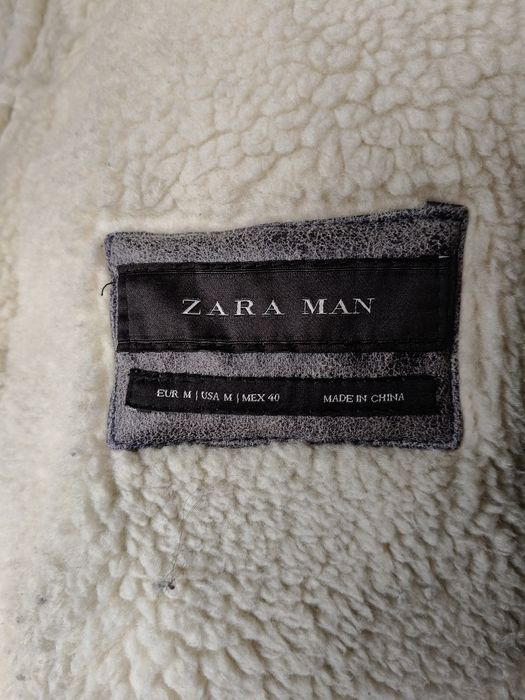 ZARA MAN
EUR M | USA M | MEX 40 MADE IN CHINA